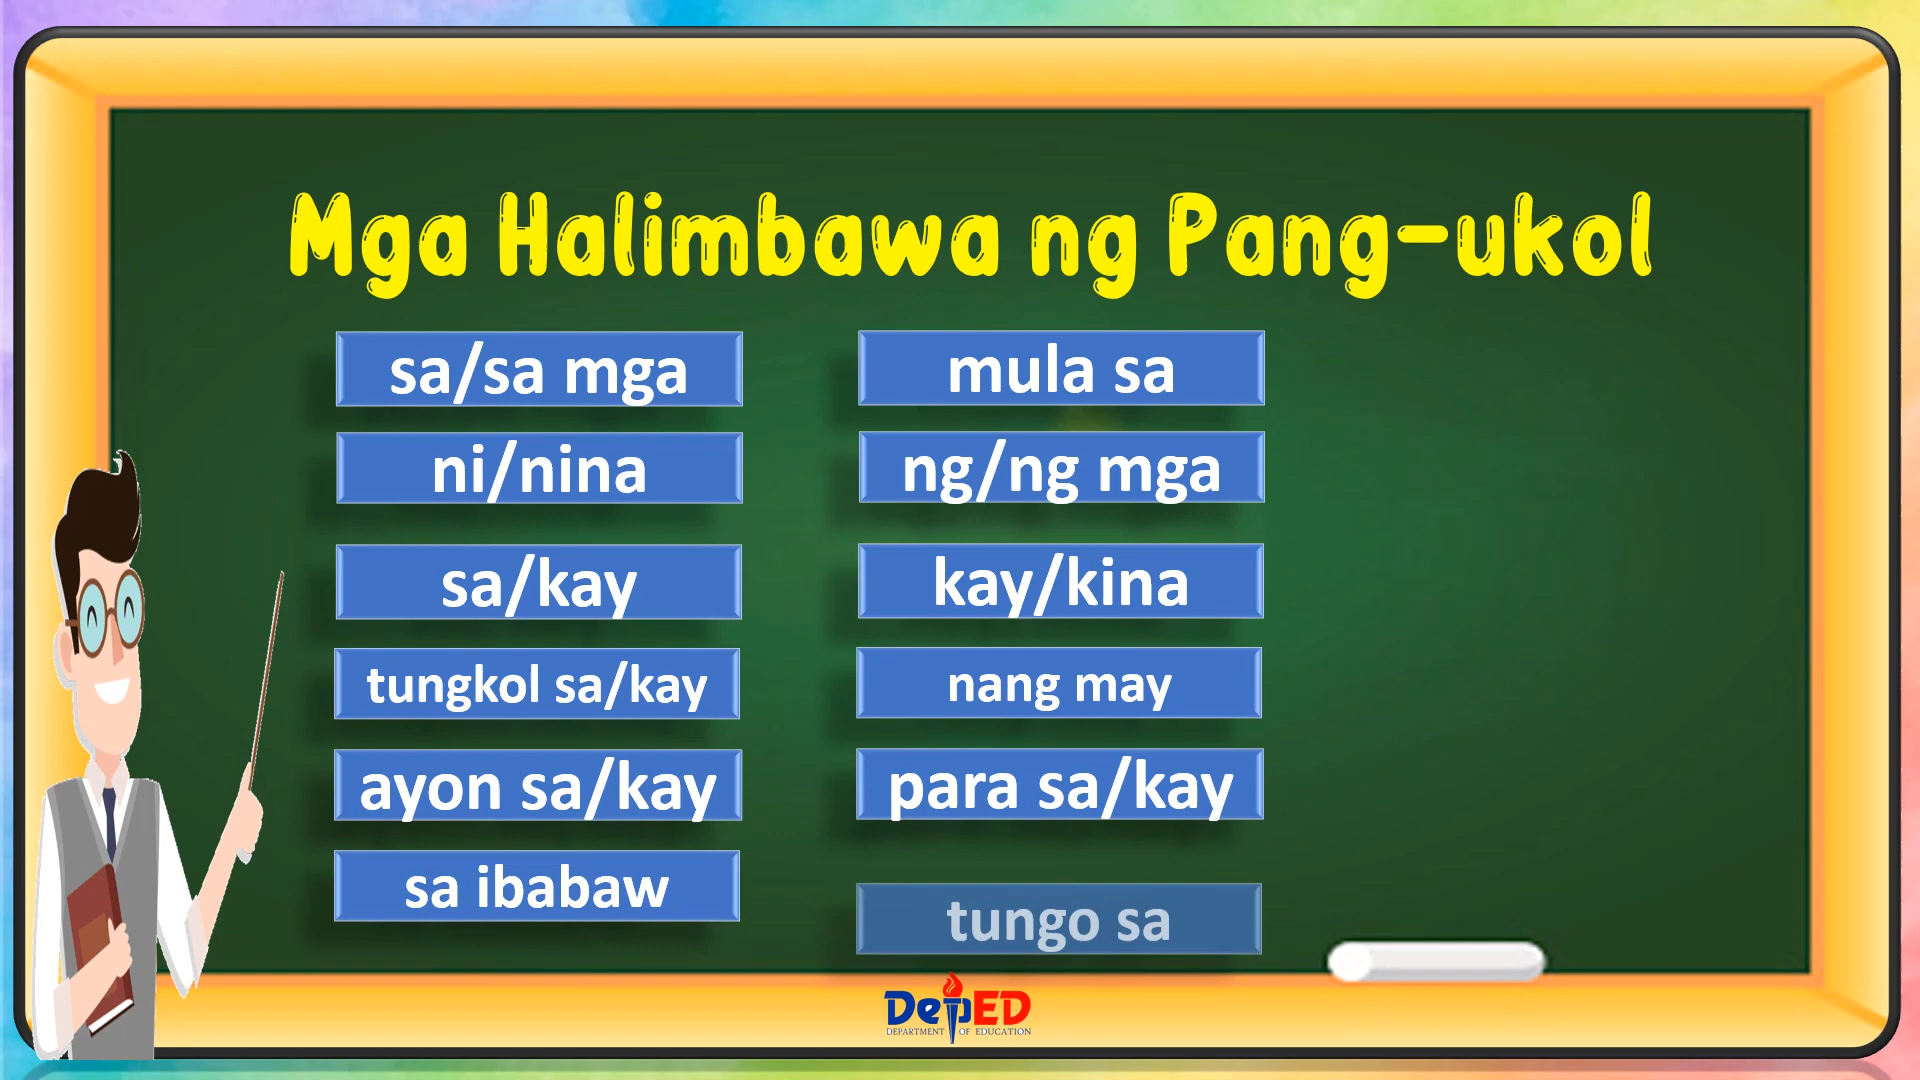 Mga Halimbawa ng Pang-ukol
sa/sa mga
ni/nina
sa/kay
tungkol sa/kay
ayon sa/kay
sa ibabaw
mula sa
ng/ng mga
kay/kina
nang may
para sa/kay
tungo sa
DepED
DEPARTMENT OF EDUCATION